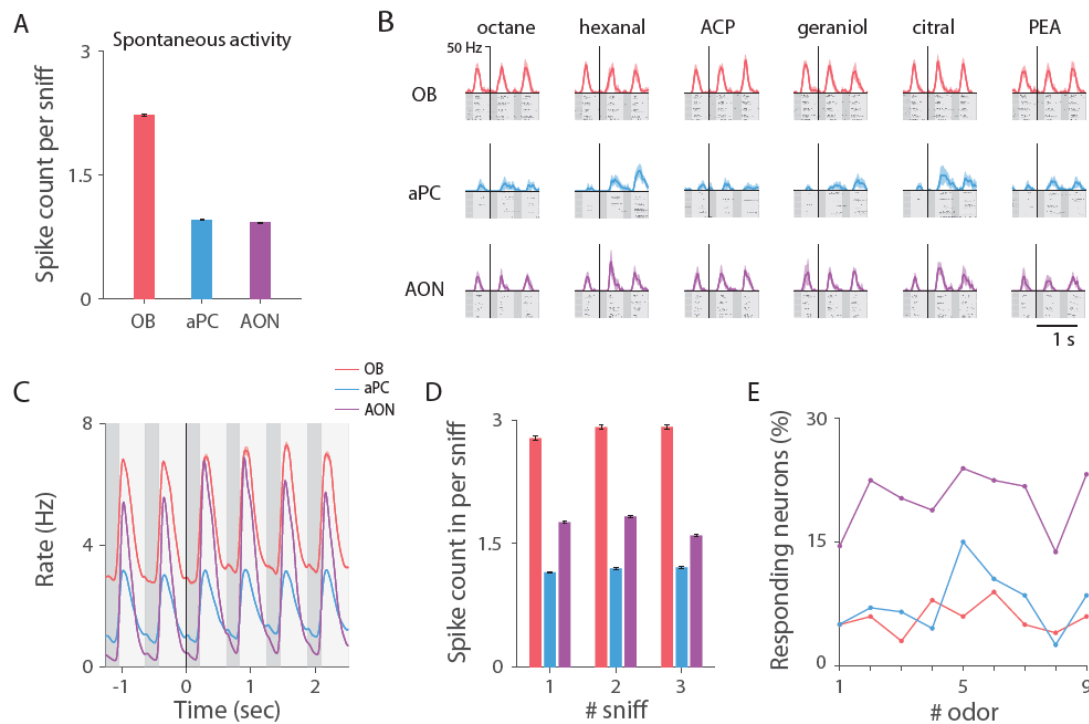 A
Spontaneous activity
3
1.5
0
Spike count per sniff
OB aPC AON
B
octane hexanal ACP geraniol citral PEA
50 Hz
OB
aPC
AON
1 s
C
OB
aPC
AON
8
4
0
Rate (Hz)
-1 0 1 2
Time (sec)
D
3
1.5
0
Spike count in per sniff
1 2 3
# sniff
E
30
15
0
Responding neurons (%)
1 5 9
# odor